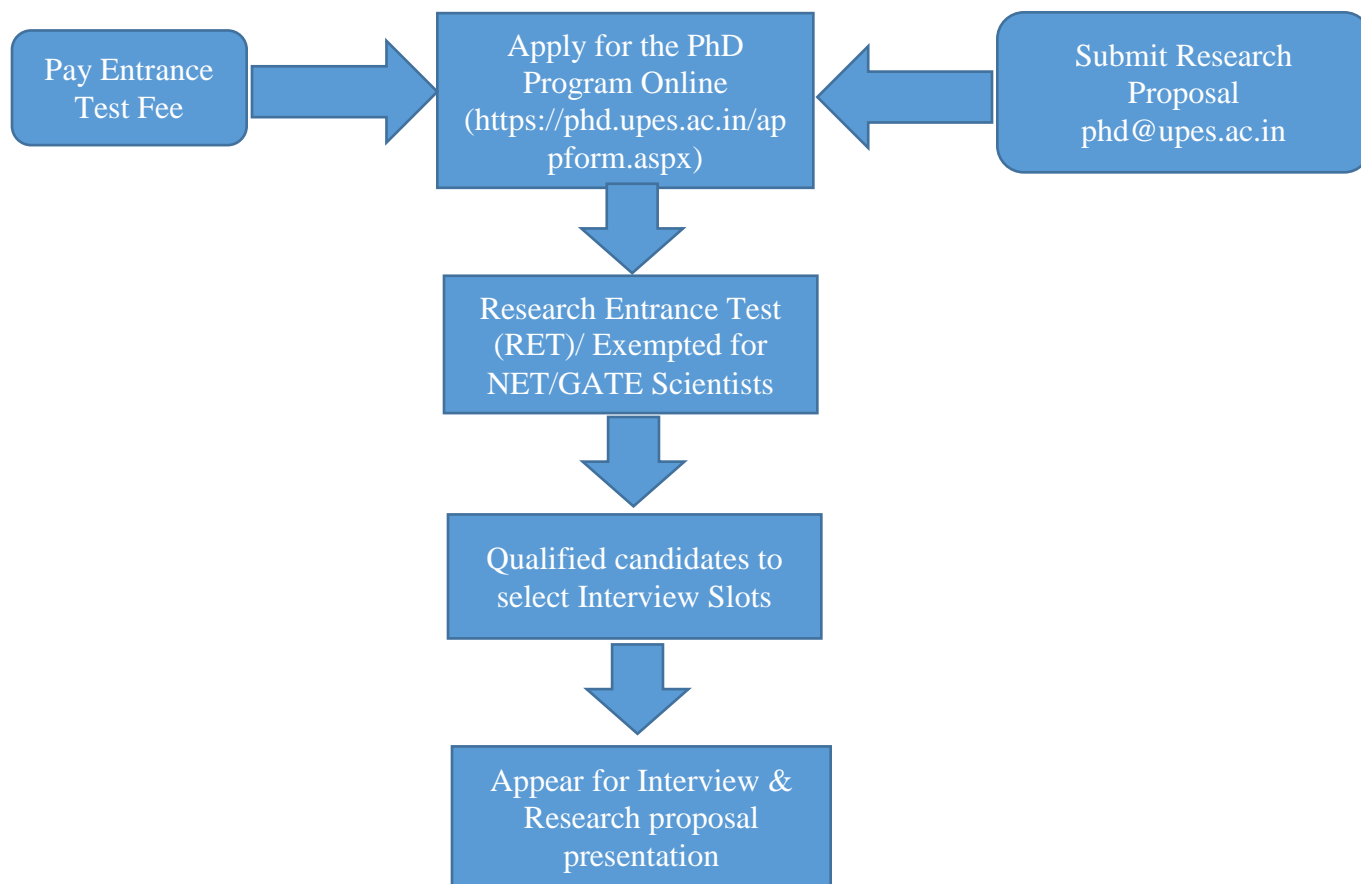 Pay Entrance
Test Fee
Apply for the PhD
Program Online
(https://phd.upes.ac.in/ap
pform.aspx)
Submit Research
Proposal
phd@upes.ac.in
Research Entrance Test
(RET)/ Exempted for
NET/GATE Scientists
Qualified candidates to
select Interview Slots
Appear for Interview &
Research proposal
presentation